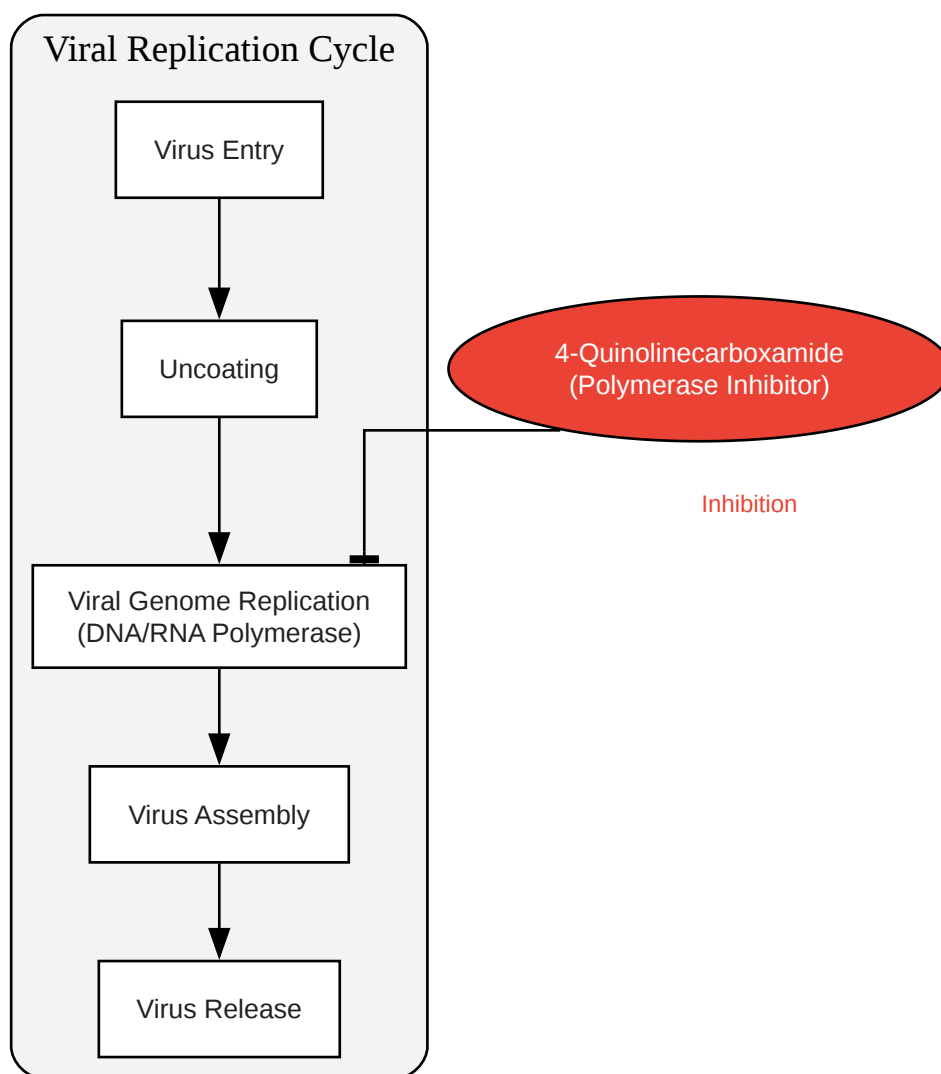 Viral Replication Cycle
Virus Entry
Uncoating
4-Quinolinecarboxamide
(Polymerase Inhibitor)
Inhibition
Viral Genome Replication
(DNA/RNA Polymerase)
Virus Assembly
Virus Release